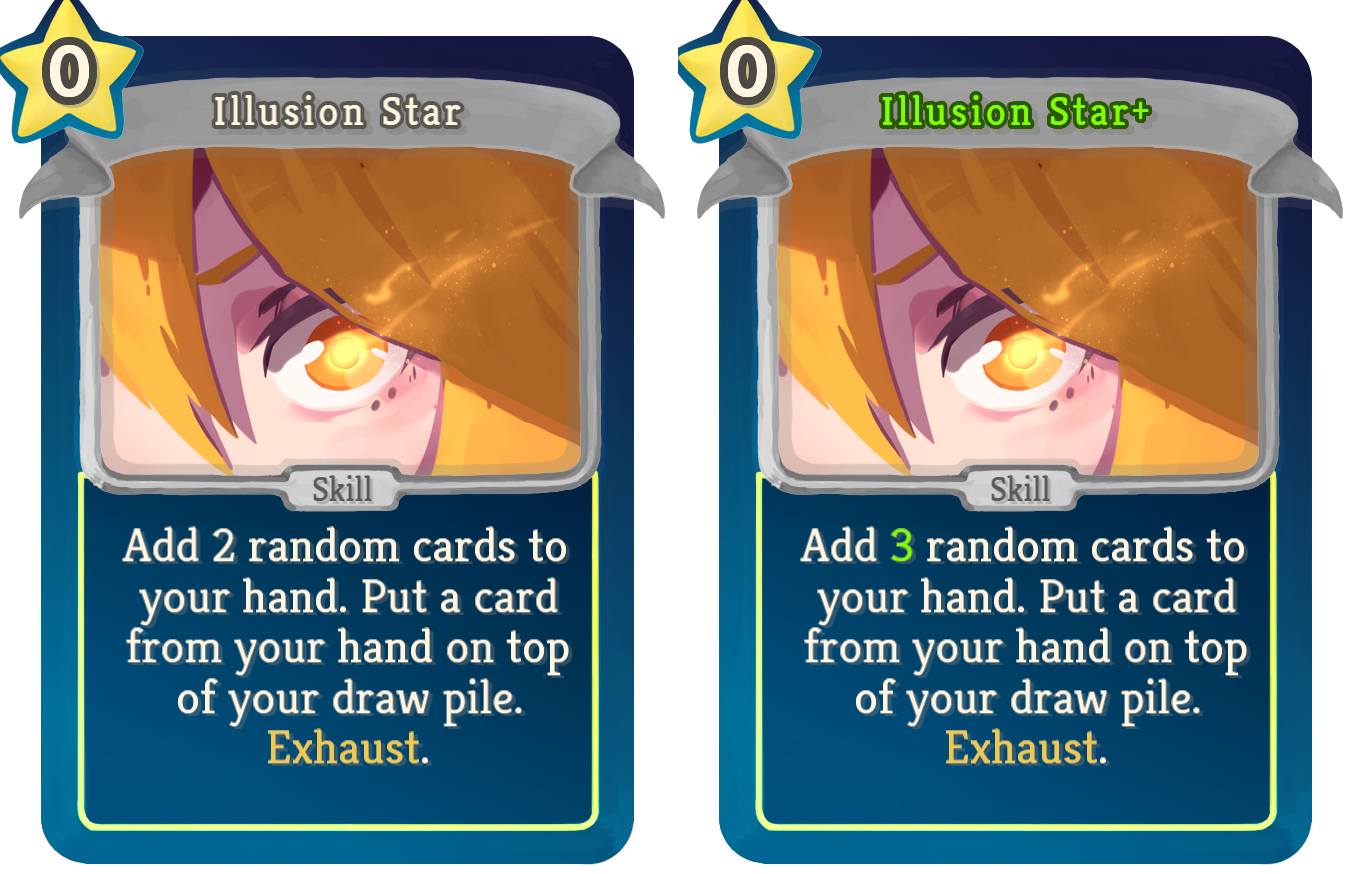 0
Illusion Star
Skill
Add 2 random cards to
your hand. Put a card
from your hand on top
of your draw pile.
Exhaust.
0
Illusion Star+
Skill
Add 3 random cards to
your hand. Put a card
from your hand on top
of your draw pile.
Exhaust.